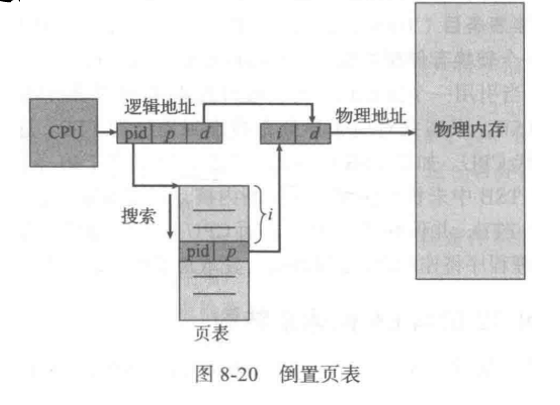 逻辑地址
物理地址
CPU
pid p d
i d
物理内存
搜索
i
pid p
页表
图 8-20 倒置页表